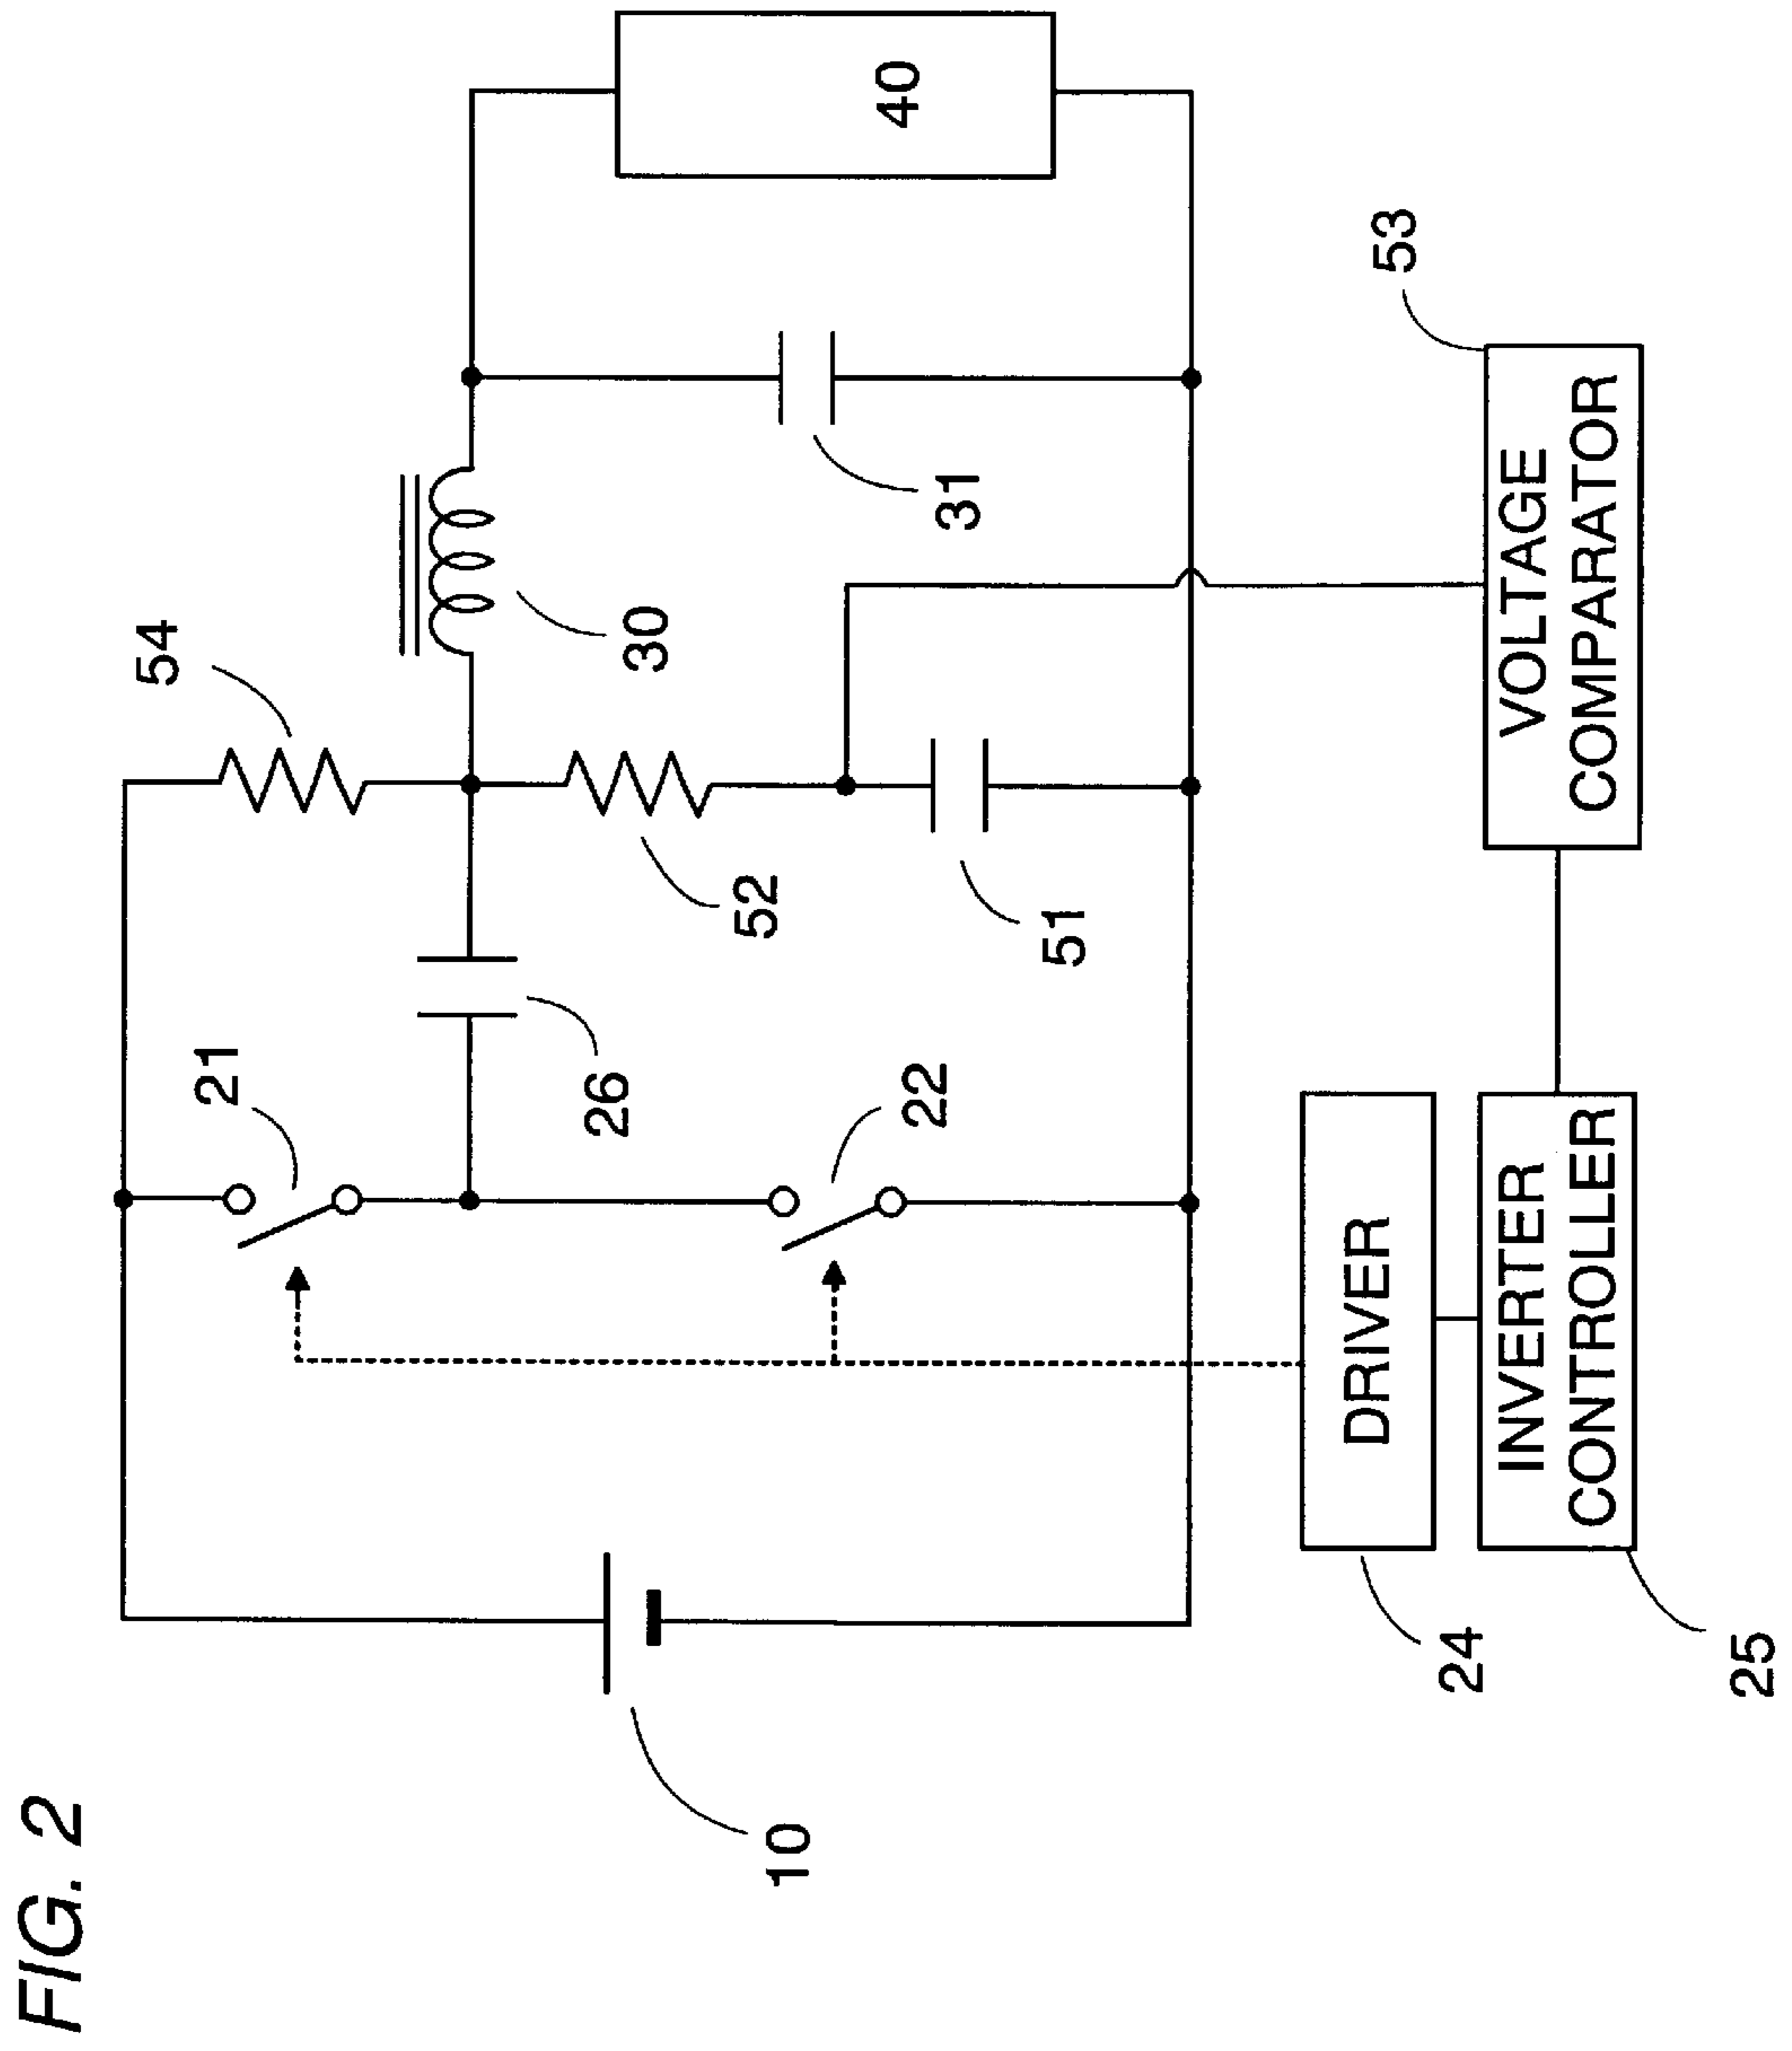 FIG. 2
10
21
22
26
54
52
51
30
31
40
24
DRIVER
25
INVERTER
CONTROLLER
53
VOLTAGE
COMPARATOR